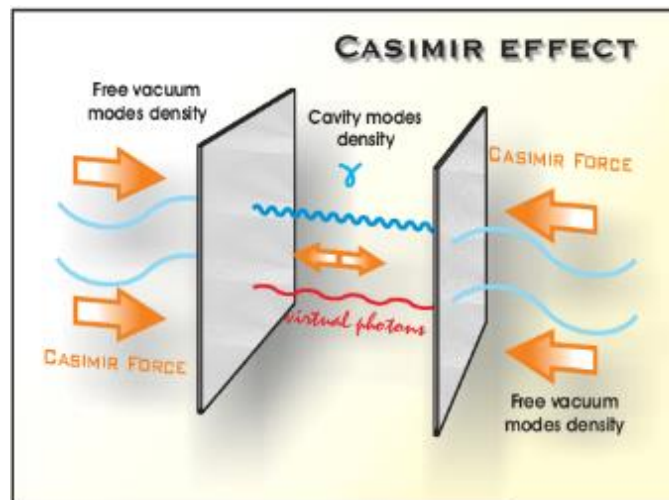 CASIMIR EFFECT
Free vacuum
modes density
Cavity modes
density
γ
CASIMIR FORCE
virtual photons
CASIMIR FORCE
Free vacuum
modes density